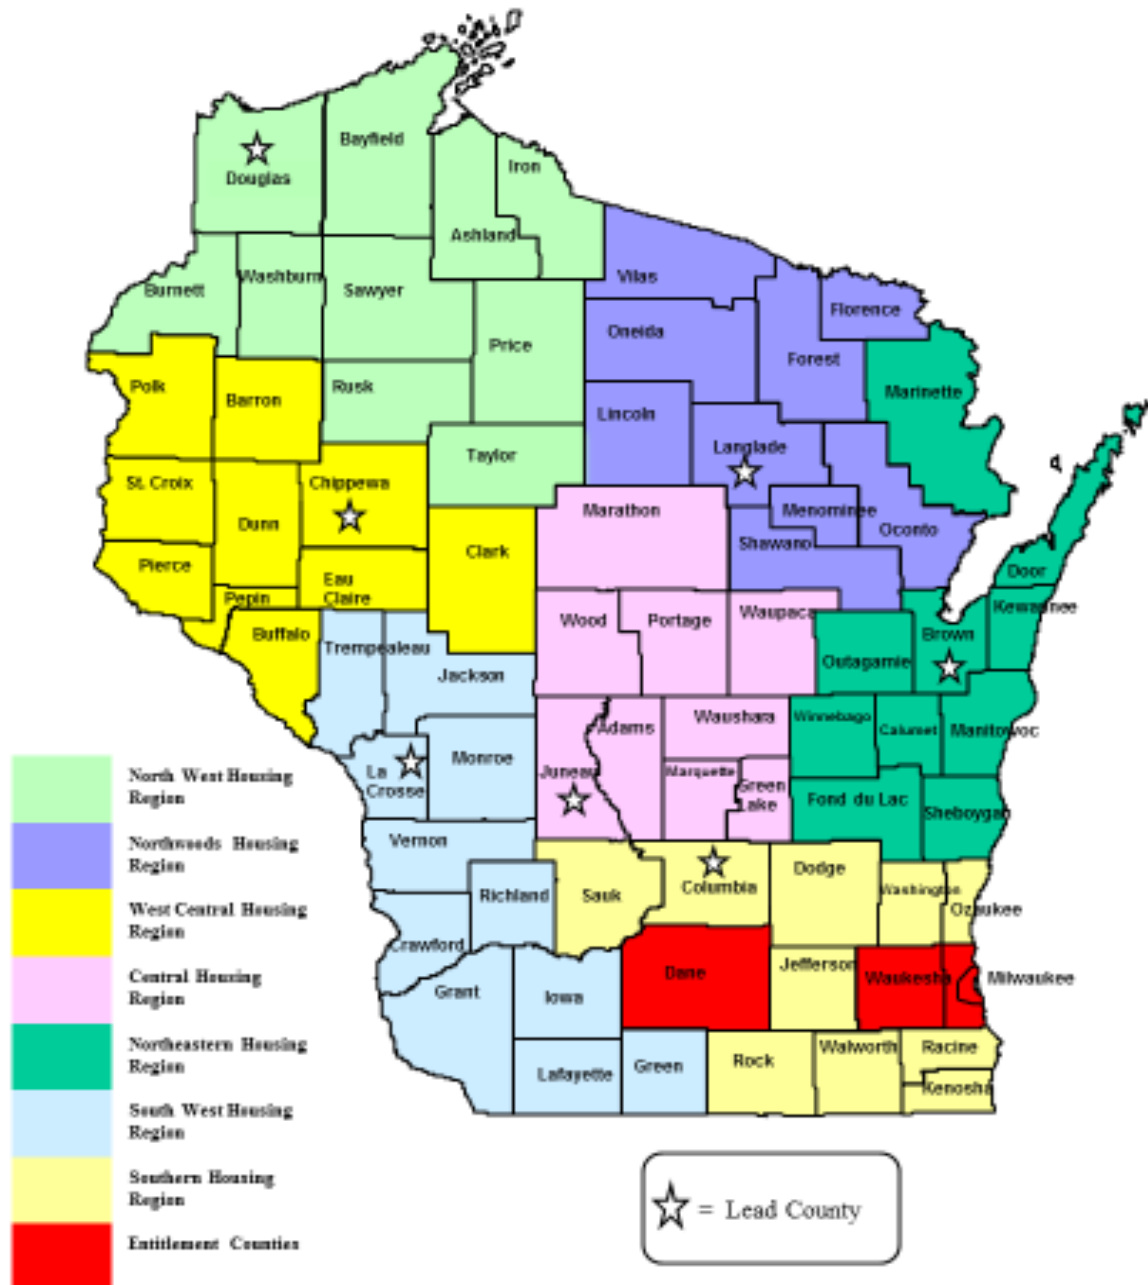 Bayfield
Douglas
Iron
Ashland
Burnett
Washburn
Sawyer
Vilas
Florence
Oneida
Price
Forest
Polk
Barron
Rusk
Marinette
Lincoln
Langlade
Taylor
St. Croix
Chippewa
Marathon
Menominee
Dunn
Oconto
Shawano
Clark
Pierce
Door
Eau
Claire
Pepin
Kewaunee
Wood
Portage
Waupaca
Buffalo
Brown
Trempealeau
Outagamie
Jackson
Adams
Waushara
Winnebago
Calumet
Manitowoc
Monroe
La
Crosse
Juneau
Marquette
Green
Lake
Fond du Lac
Sheboygan
Vernon
Richland
Sauk
Columbia
Dodge
Washington
Ozaukee
Crawford
Dane
Jefferson
Waukesha
Milwaukee
Grant
Iowa
Lafayette
Green
Rock
Walworth
Racine
Kenosha
North West Housing
Region
Northwoods Housing
Region
West Central Housing
Region
Central Housing
Region
Northeastern Housing
Region
South West Housing
Region
Southern Housing
Region
Entitlement Counties
= Lead County